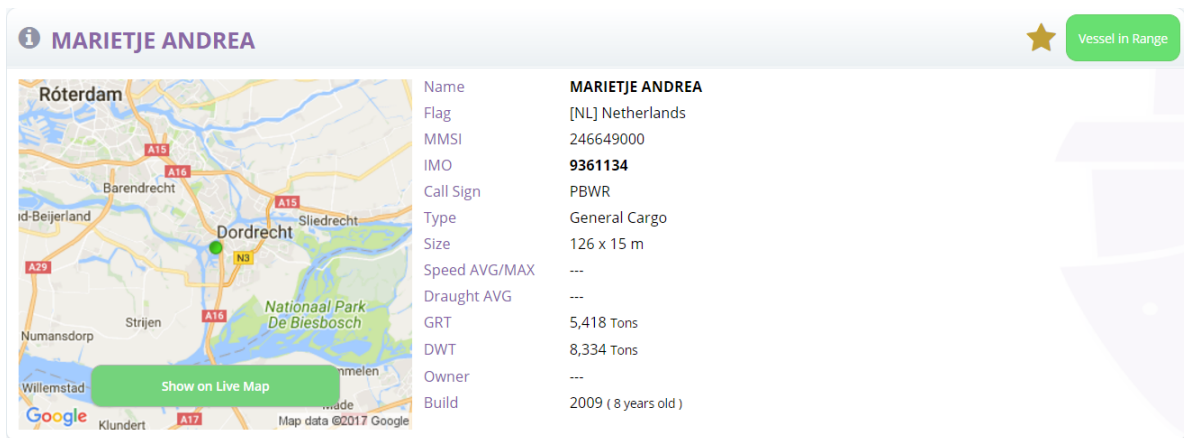 MARIETJE ANDREA
Vessel in Range
Róterdam
A15
A16
Barendrecht
A15
ıd-Beijerland
Sliedrecht
Dordrecht
N3
A29
Nationaal Park
De Biesbosch
A16
Strijen
Numansdorp
mmelen
Willemstad
Show on Live Map
Made
Google
Klundert
A17
Map data ©2017 Google
Name MARIETJE ANDREA
Flag [NL] Netherlands
MMSI 246649000
IMO 9361134
Call Sign PBWR
Type General Cargo
Size 126 x 15 m
Speed AVG/MAX ---
Draught AVG ---
GRT 5,418 Tons
DWT 8,334 Tons
Owner ---
Build 2009 ( 8 years old )